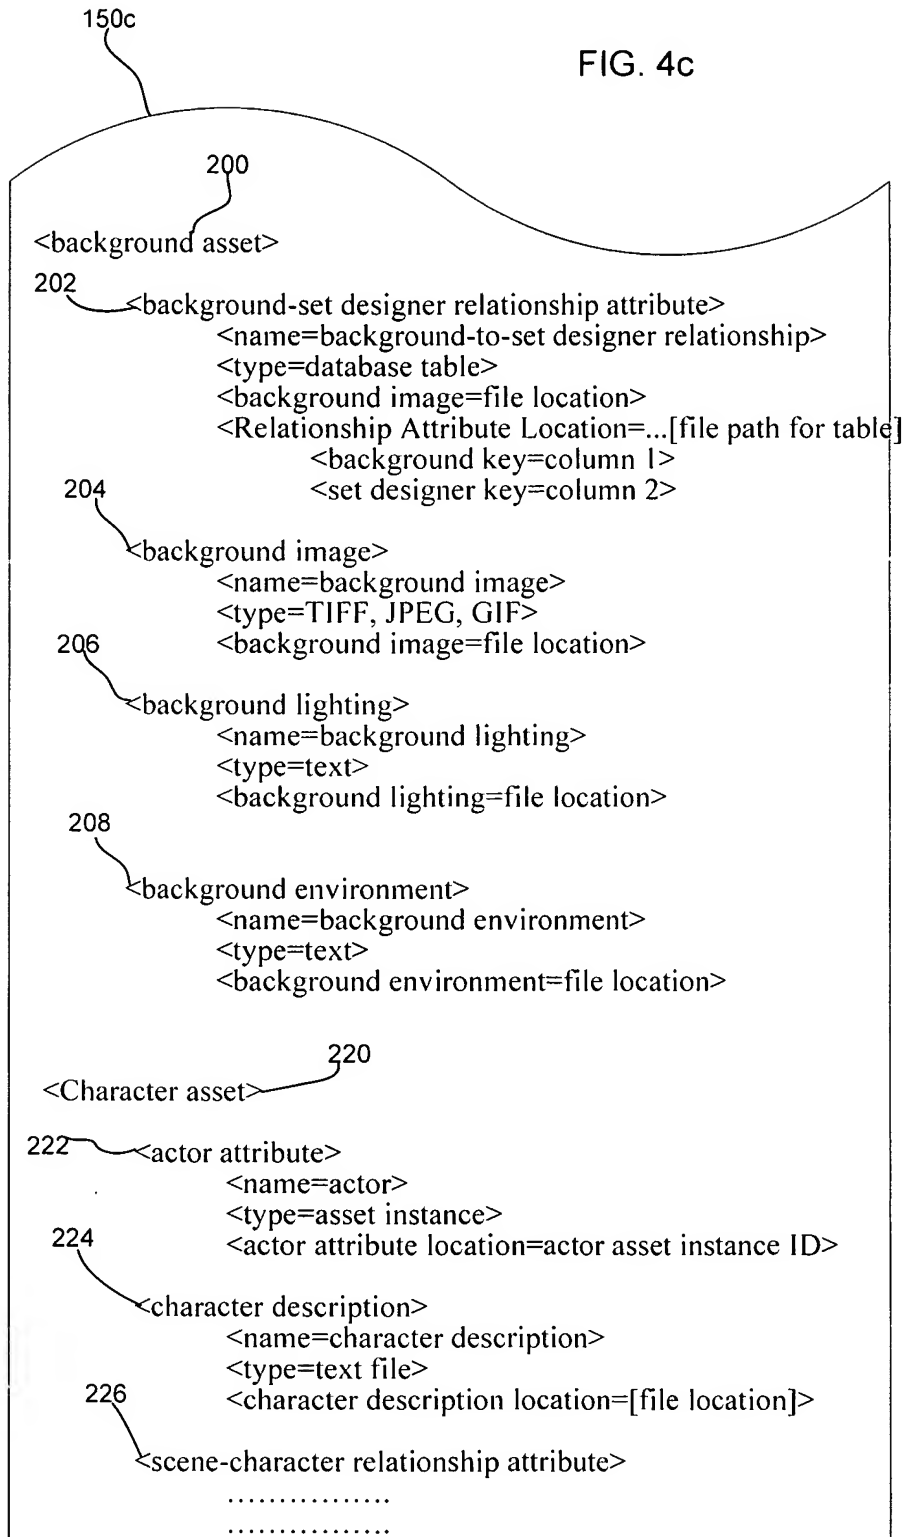 150c
FIG. 4c
200
<background asset>
202
<background-set designer relationship attribute>
<name=background-to-set designer relationship>
<type=database table>
<background image=file location>
<Relationship Attribute Location=...[file path for table]
<background key=column 1>
<set designer key=column 2>
204
<background image>
<name=background image>
<type=TIFF, JPEG, GIF>
<background image=file location>
206
<background lighting>
<name=background lighting>
<type=text>
<background lighting=file location>
208
<background environment>
<name=background environment>
<type=text>
<background environment=file location>
220
<Character asset>
222
<actor attribute>
<name=actor>
<type=asset instance>
<actor attribute location=actor asset instance ID>
224
<character description>
<name=character description>
<type=text file>
<character description location=[file location]>
226
<scene-character relationship attribute>
................
................